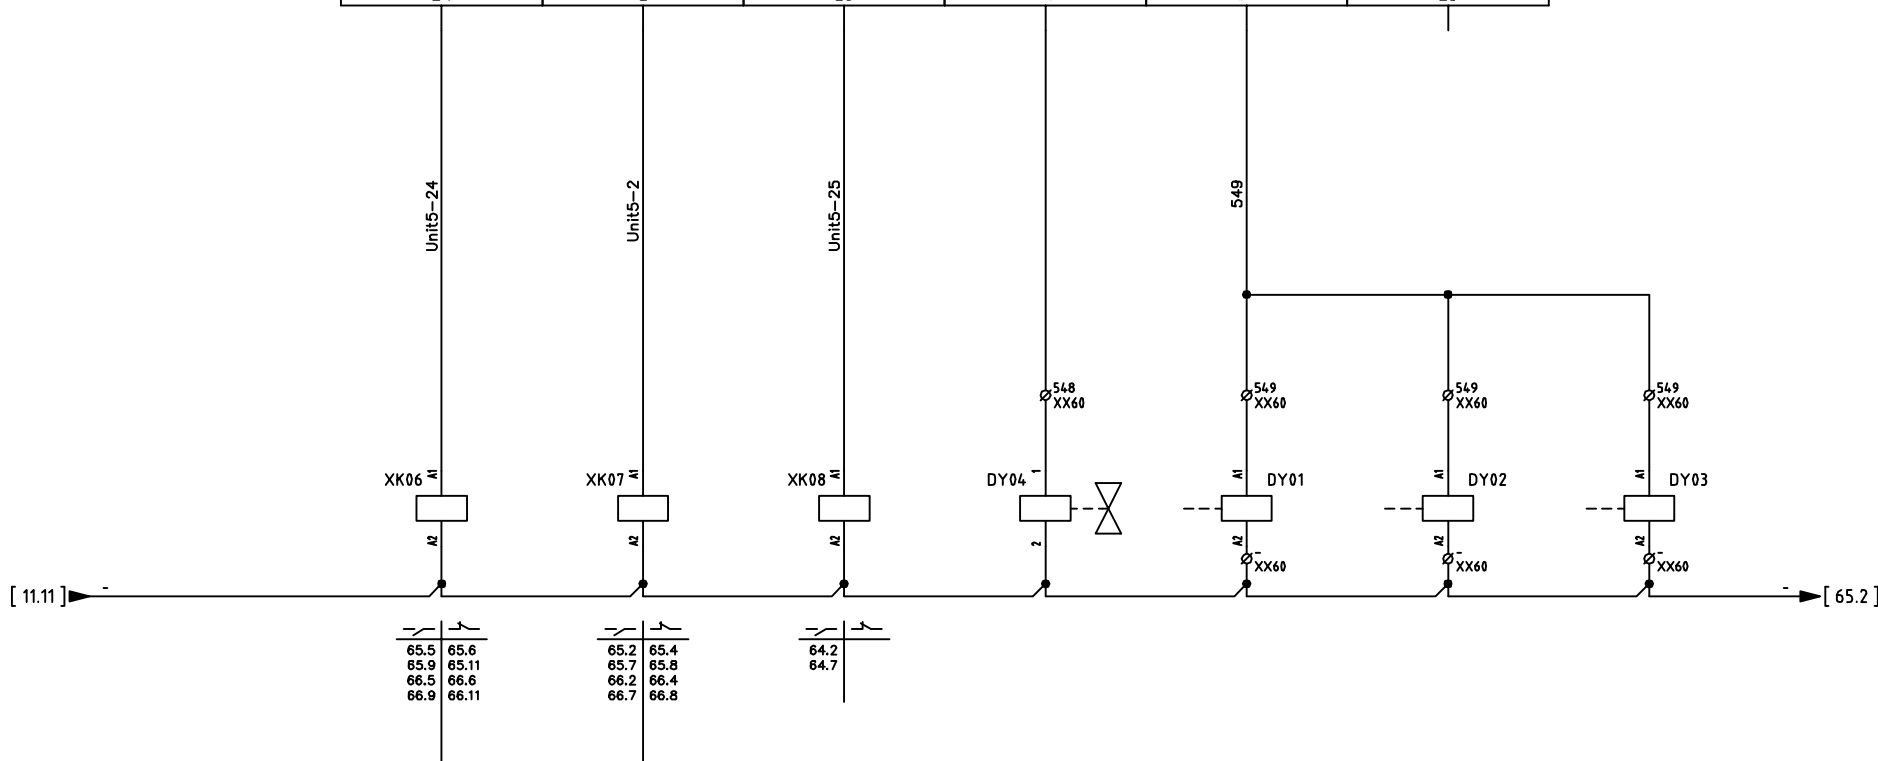 Unit5-24
Unit5-2
Unit5-25
549
548
XX60
549
XX60
549
XX60
549
XX60
XK06 A1
XK07 A1
XK08 A1
DY04 1
A1 DY01
A1 DY02
A1 DY03
A2
A2
A2
2
A2
-
XX60
A2
-
XX60
A2
-
XX60
[ 11.11 ] -
- [ 65.2 ]
65.5 65.6
65.9 65.11
66.5 66.6
66.9 66.11
65.2 65.4
65.7 65.8
66.2 66.4
66.7 66.8
64.2
64.7